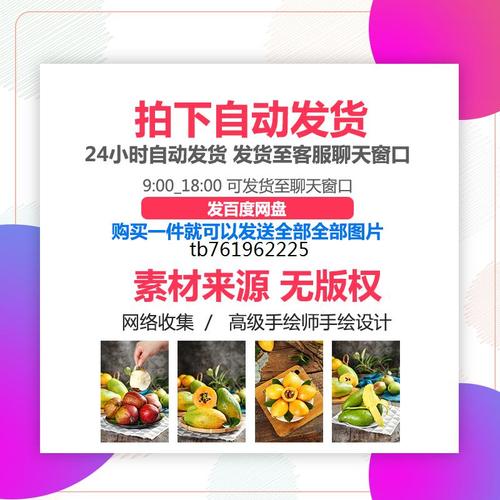 拍下自动发货
24小时自动发货 发货至客服聊天窗口
9:00_18:00 可发货至聊天窗口
发百度网盘
购买一件就可以发送全部全部图片
tb761962225
素材来源 无版权
网络收集 / 高级手绘师手绘设计